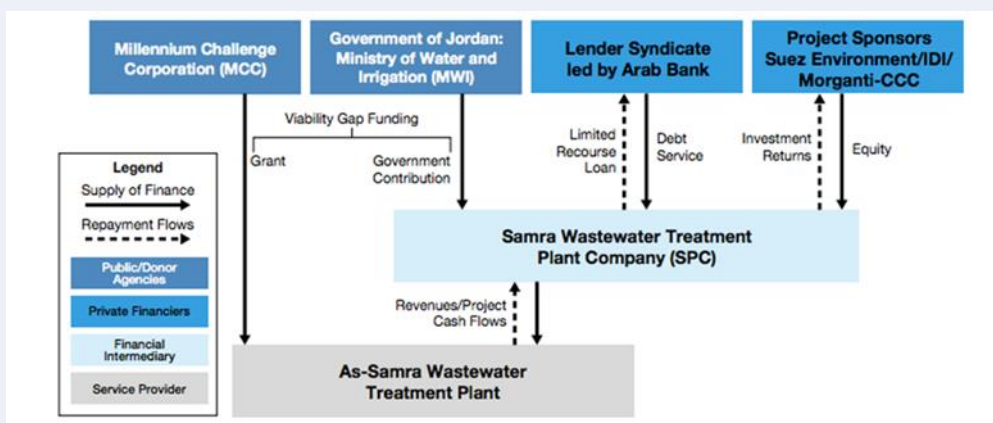 Millennium Challenge
Corporation (MCC)
Government of Jordan:
Ministry of Water and
Irrigation (MWI)
Lender Syndicate
led by Arab Bank
Project Sponsors
Suez Environment/IDI/
Morganti-CCC
Viability Gap Funding
Grant
Government
Contribution
Limited
Recourse
Loan
Debt
Service
Investment
Returns
Equity
Legend
Supply of Finance
Repayment Flows
Public/Donor
Agencies
Private Financiers
Financial
Intermediary
Service Provider
Samra Wastewater Treatment
Plant Company (SPC)
Revenues/Project
Cash Flows
As-Samra Wastewater
Treatment Plant